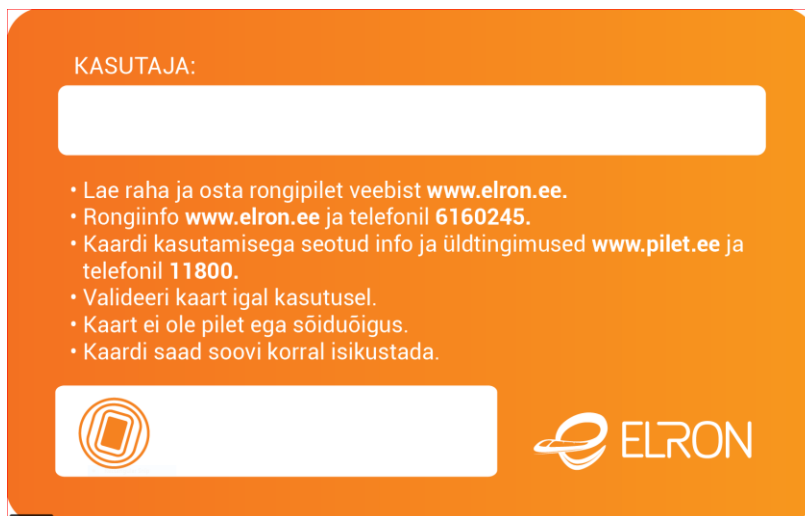 KASUTAJA:
• Lae raha ja osta rongipilet veebist www.elron.ee.
• Rongiinfo www.elron.ee ja telefonil 6160245.
• Kaardi kasutamisega seotud info ja üldtingimused www.pilet.ee ja
telefonil 11800.
• Valideeri kaart igal kasutusel.
• Kaart ei ole pilet ega sõiduõigus.
• Kaardi saad soovi korral isikustada.
ELRON